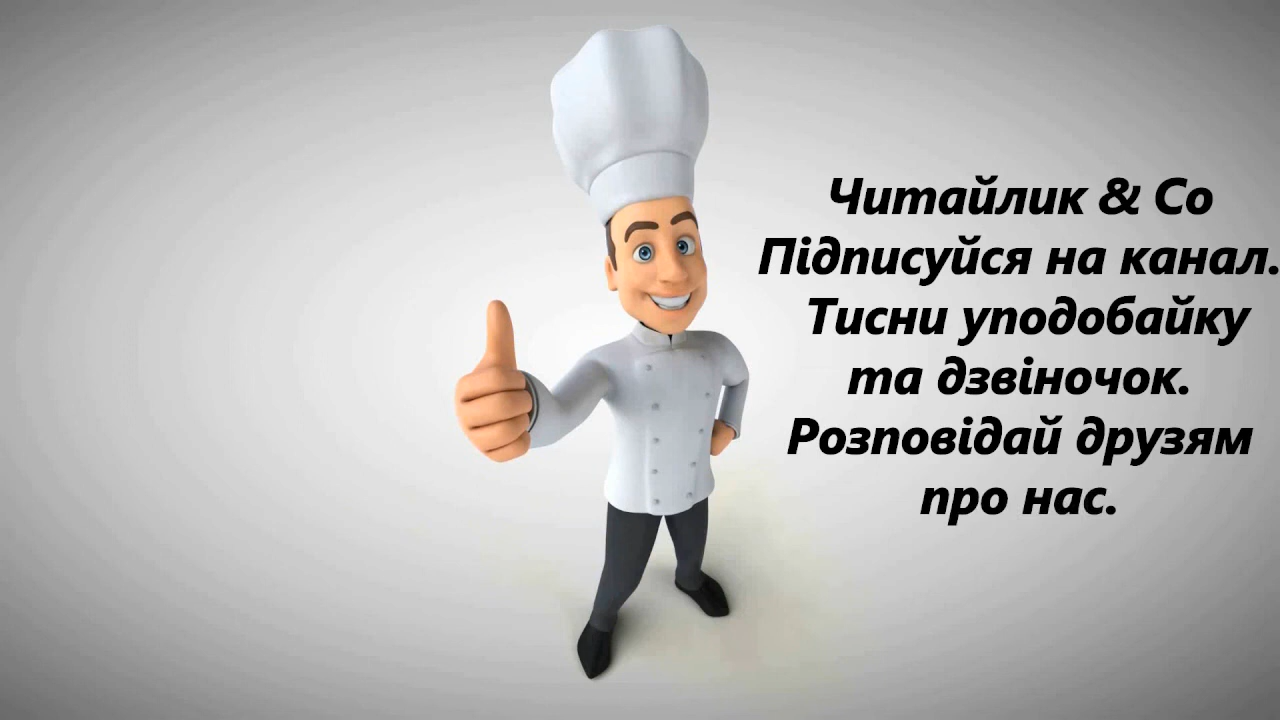 Читайлик & Co
Підписуйся на канал.
Тисни уподобайку
та дзвіночок.
Розповідай друзям
про нас.